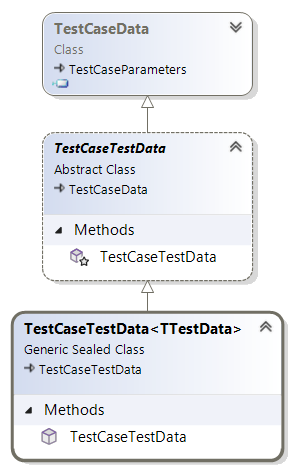 TestCaseData
Class
TestCaseParameters
TestCaseTestData
Abstract Class
TestCaseData
Methods
TestCaseTestData
TestCaseTestData<TTestData>
Generic Sealed Class
TestCaseTestData
Methods
TestCaseTestData